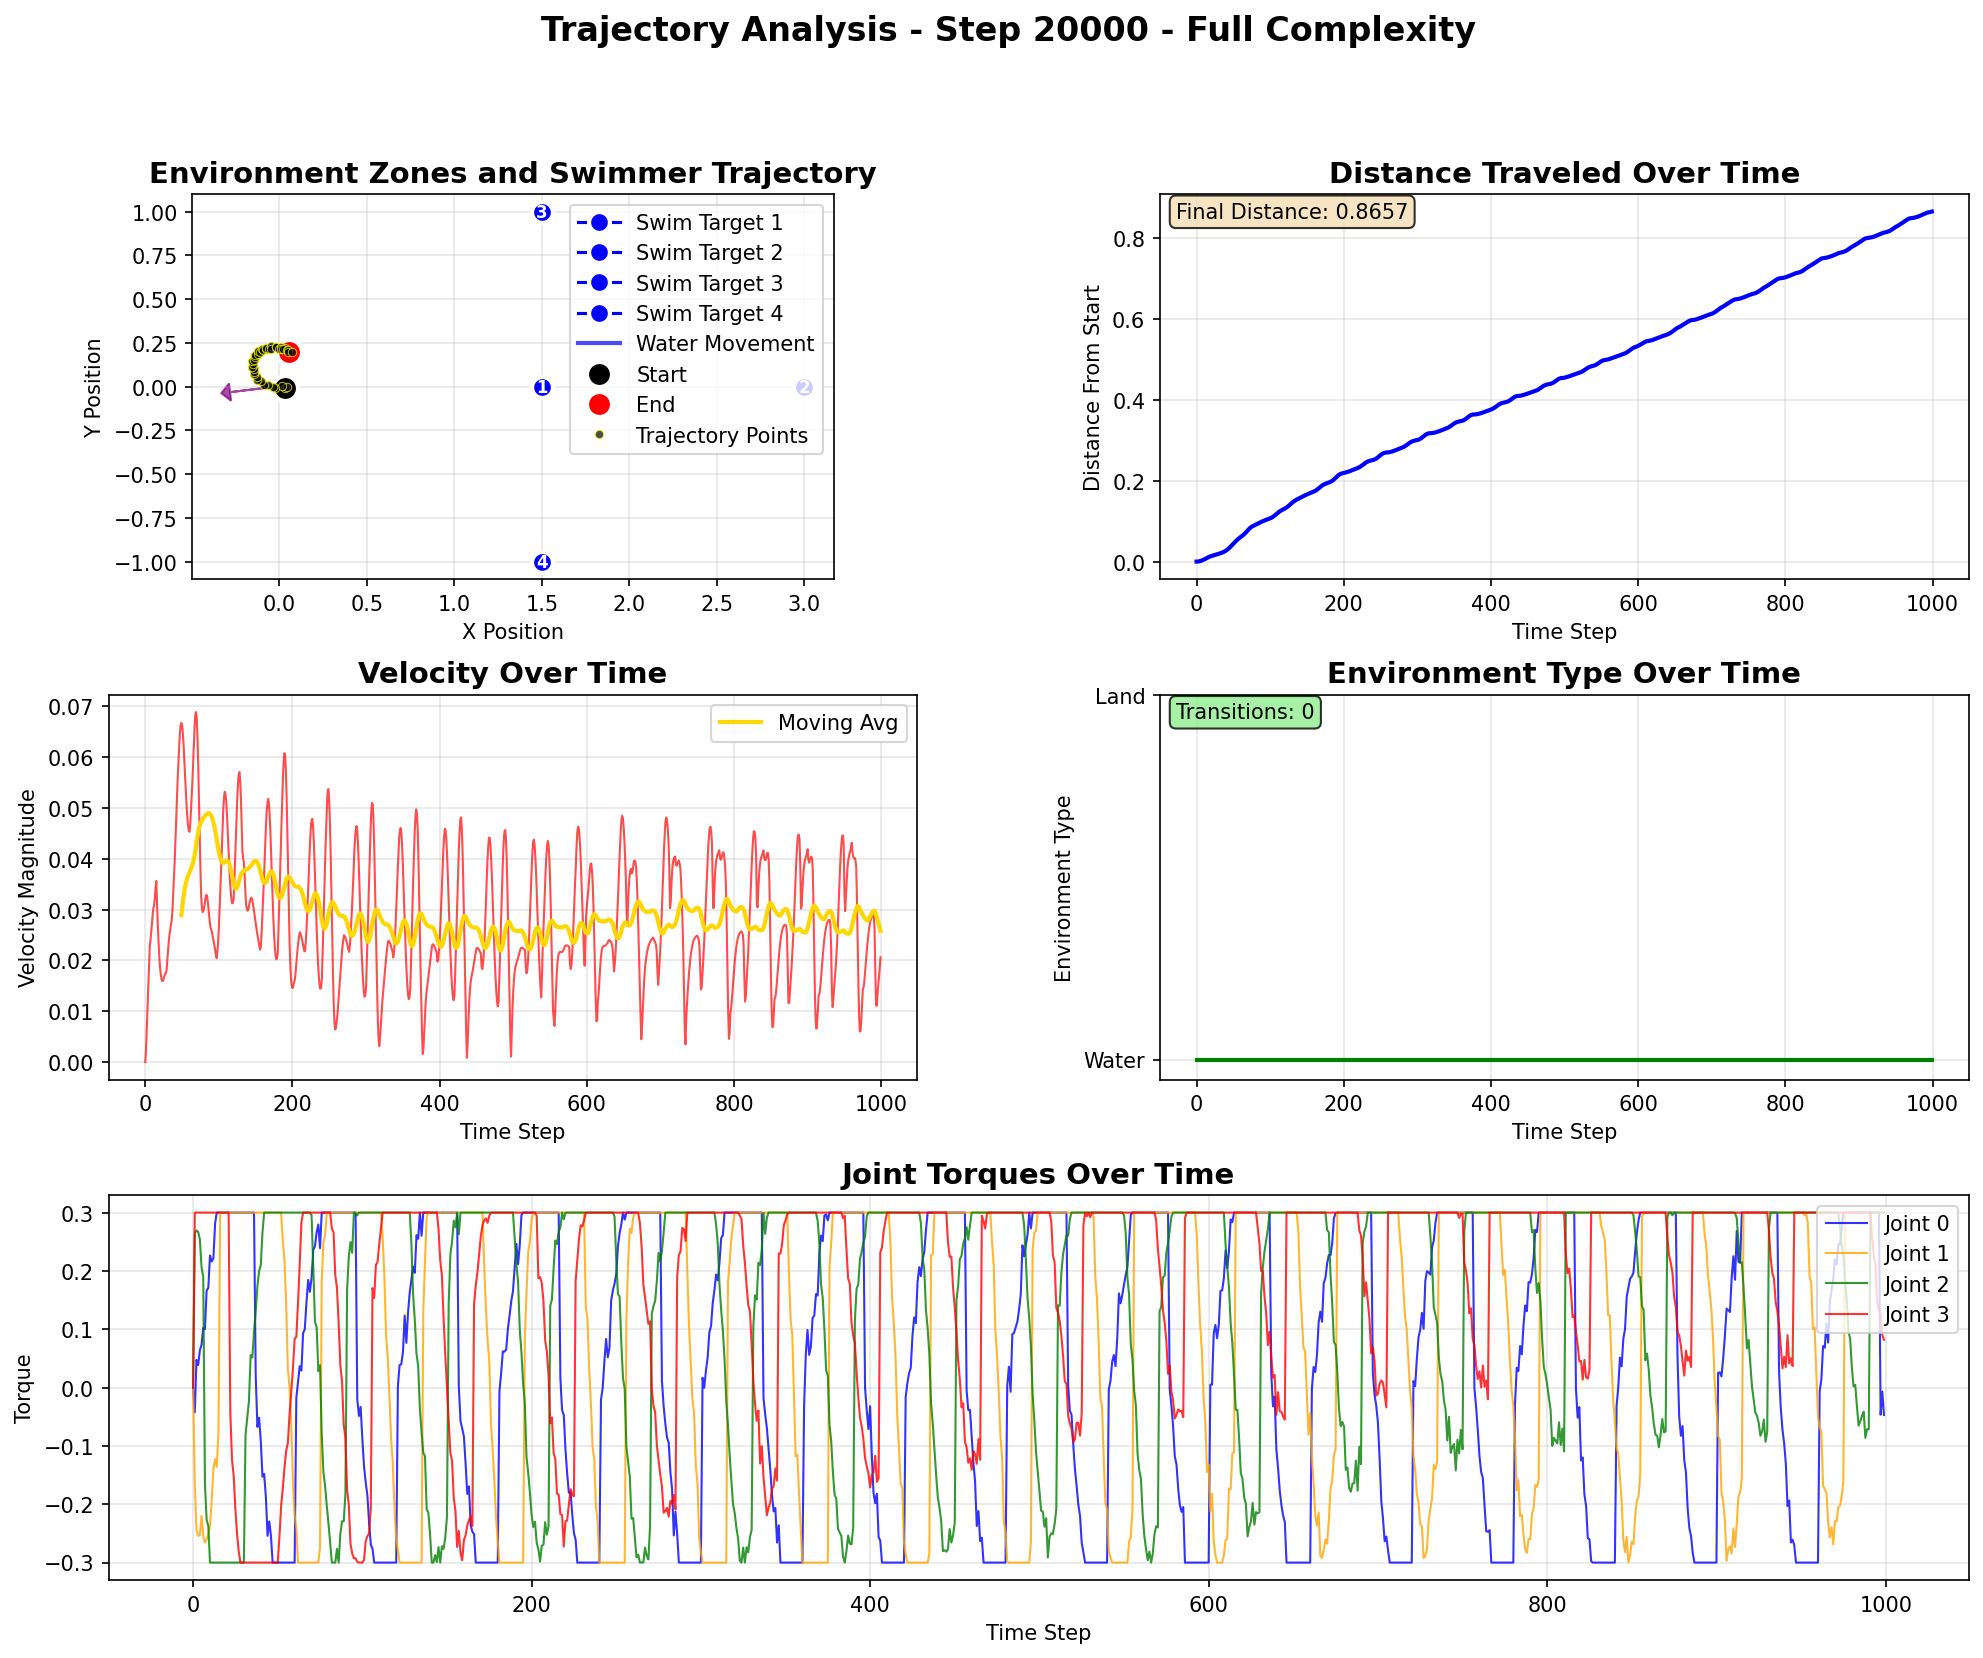 Trajectory Analysis - Step 20000 - Full Complexity
Environment Zones and Swimmer Trajectory
Y Position
1.00
0.75
0.50
0.25
0.00
−0.25
−0.50
−0.75
−1.00
3
1
2
4
Swim Target 1
Swim Target 2
Swim Target 3
Swim Target 4
Water Movement
Start
End
Trajectory Points
0.0 0.5 1.0 1.5 2.0 2.5 3.0
X Position
Distance Traveled Over Time
Final Distance: 0.8657
Distance From Start
0.8
0.6
0.4
0.2
0.0
0 200 400 600 800 1000
Time Step
Velocity Over Time
Velocity Magnitude
0.07
0.06
0.05
0.04
0.03
0.02
0.01
0.00
Moving Avg
0 200 400 600 800 1000
Time Step
Environment Type Over Time
Environment Type
Land
Transitions: 0
Water
0 200 400 600 800 1000
Time Step
Joint Torques Over Time
Torque
0.3
0.2
0.1
0.0
−0.1
−0.2
−0.3
Joint 0
Joint 1
Joint 2
Joint 3
0 200 400 600 800 1000
Time Step